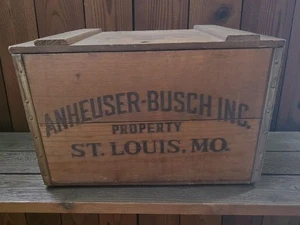 ANHEUSER-BUSCH INC.
PROPERTY
ST. LOUIS, MO.